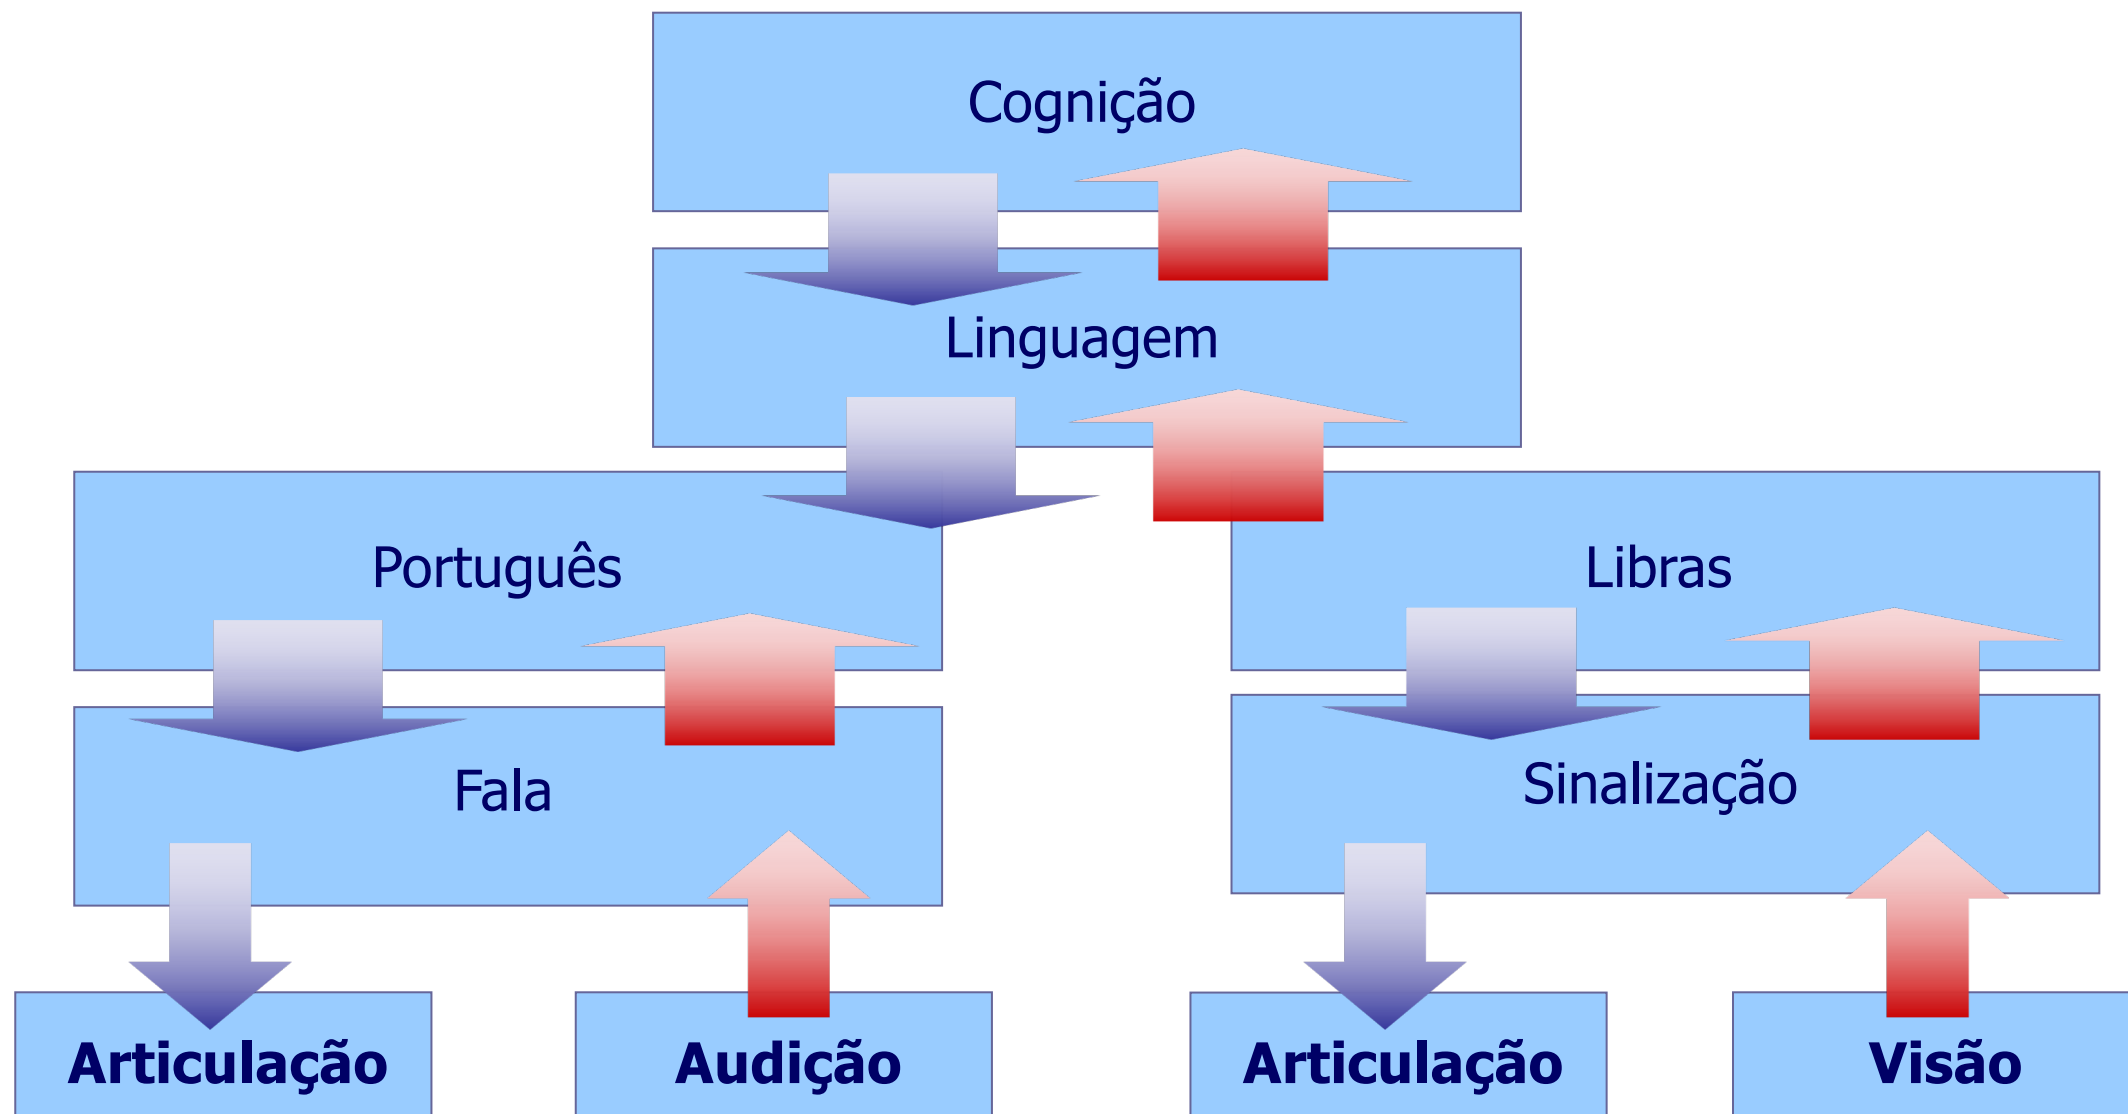 Cognição
Linguagem
Português
Libras
Fala
Sinalização
Articulação
Audição
Articulação
Visão